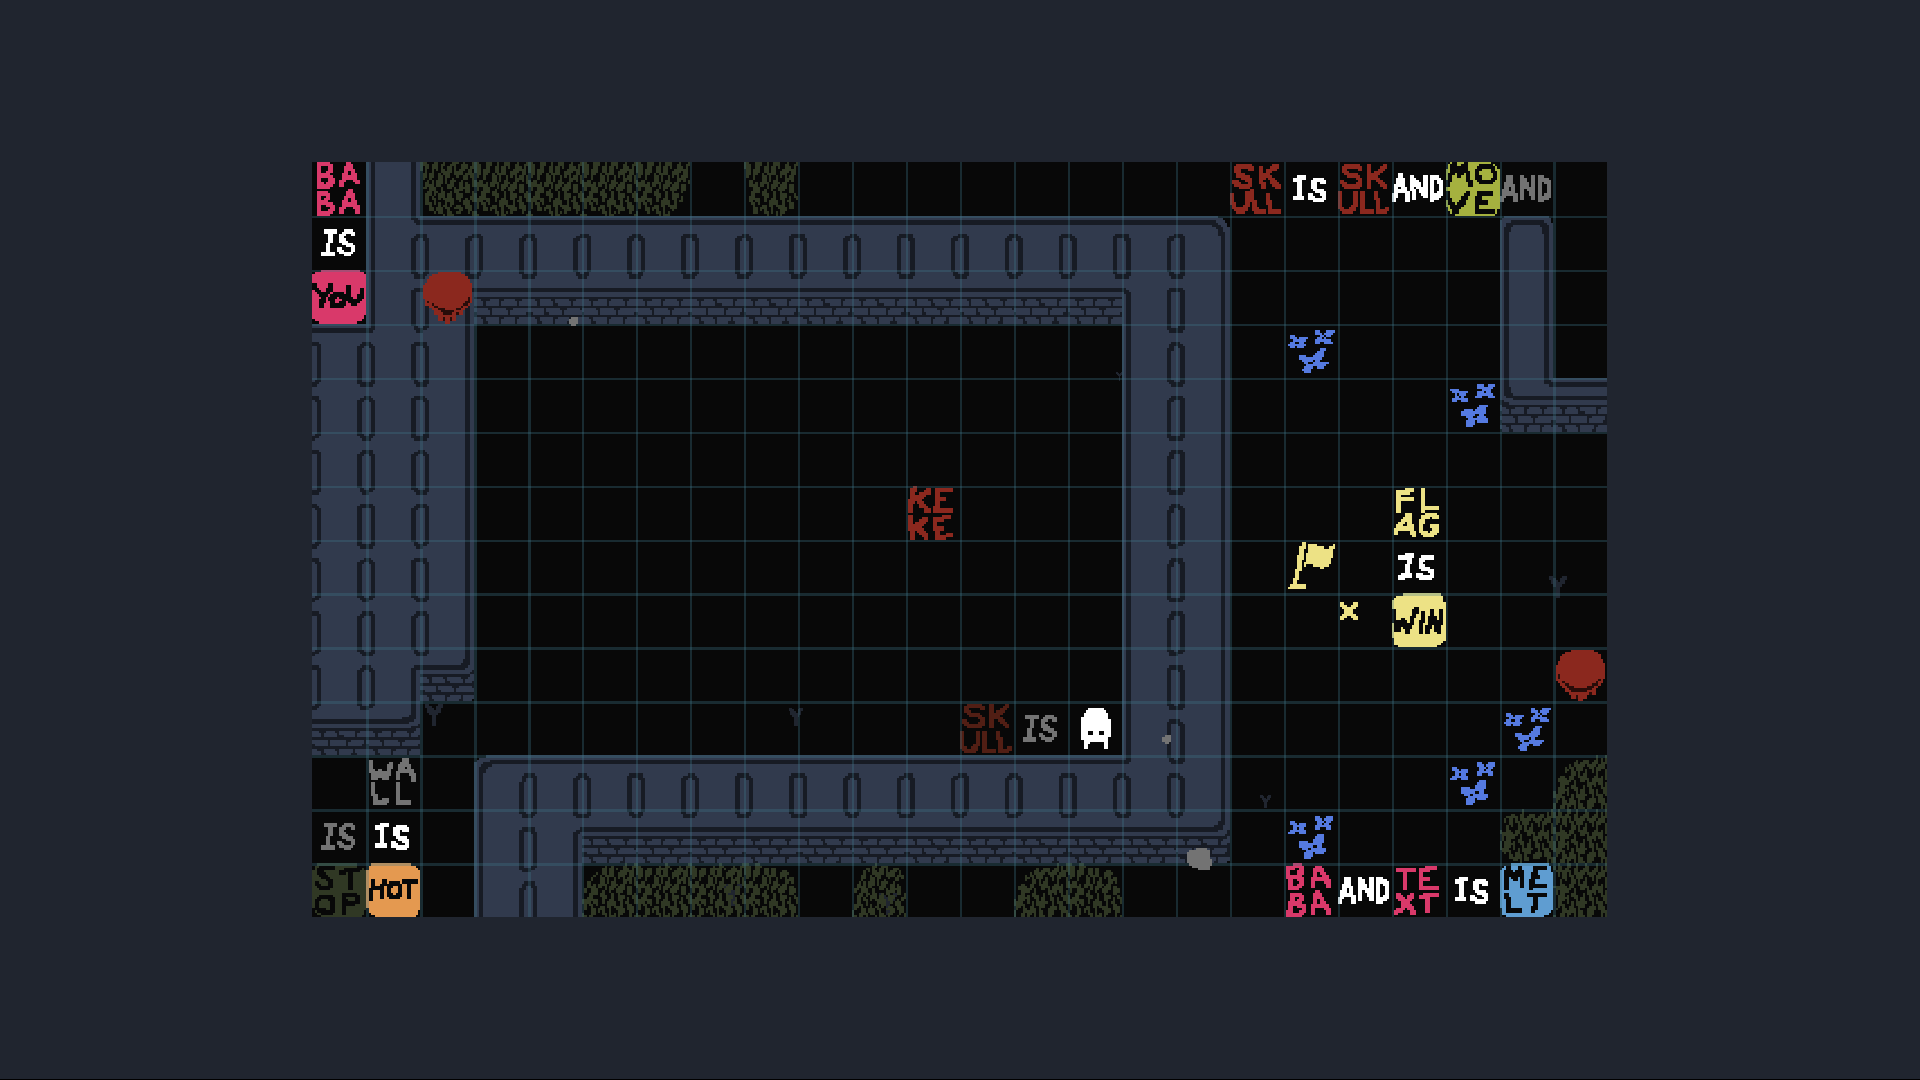 BABA SKULL IS SKULL AND MOVE AND
IS
YOU
KEKE FLAG
IS
WIN
SKULL IS
WALL
IS IS
STOP HOT BABA AND TEXT IS MELT